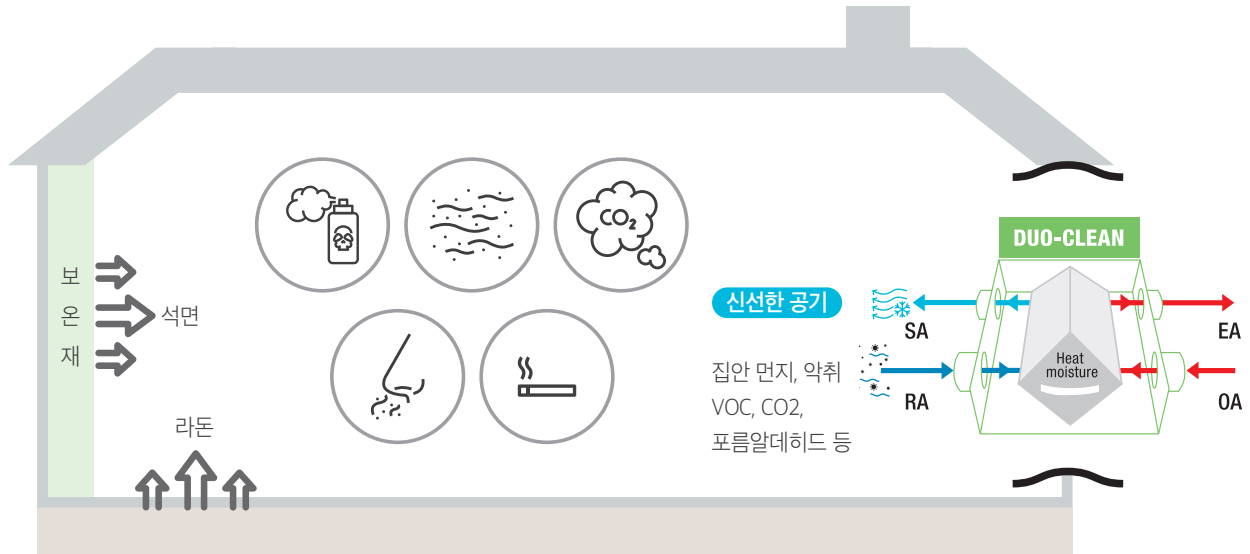 보
온
재
석면
라돈
CO2
신선한 공기
집안 먼지, 악취
VOC, CO2,
포름알데히드 등
DUO-CLEAN
SA
EA
Heat
moisture
RA
OA